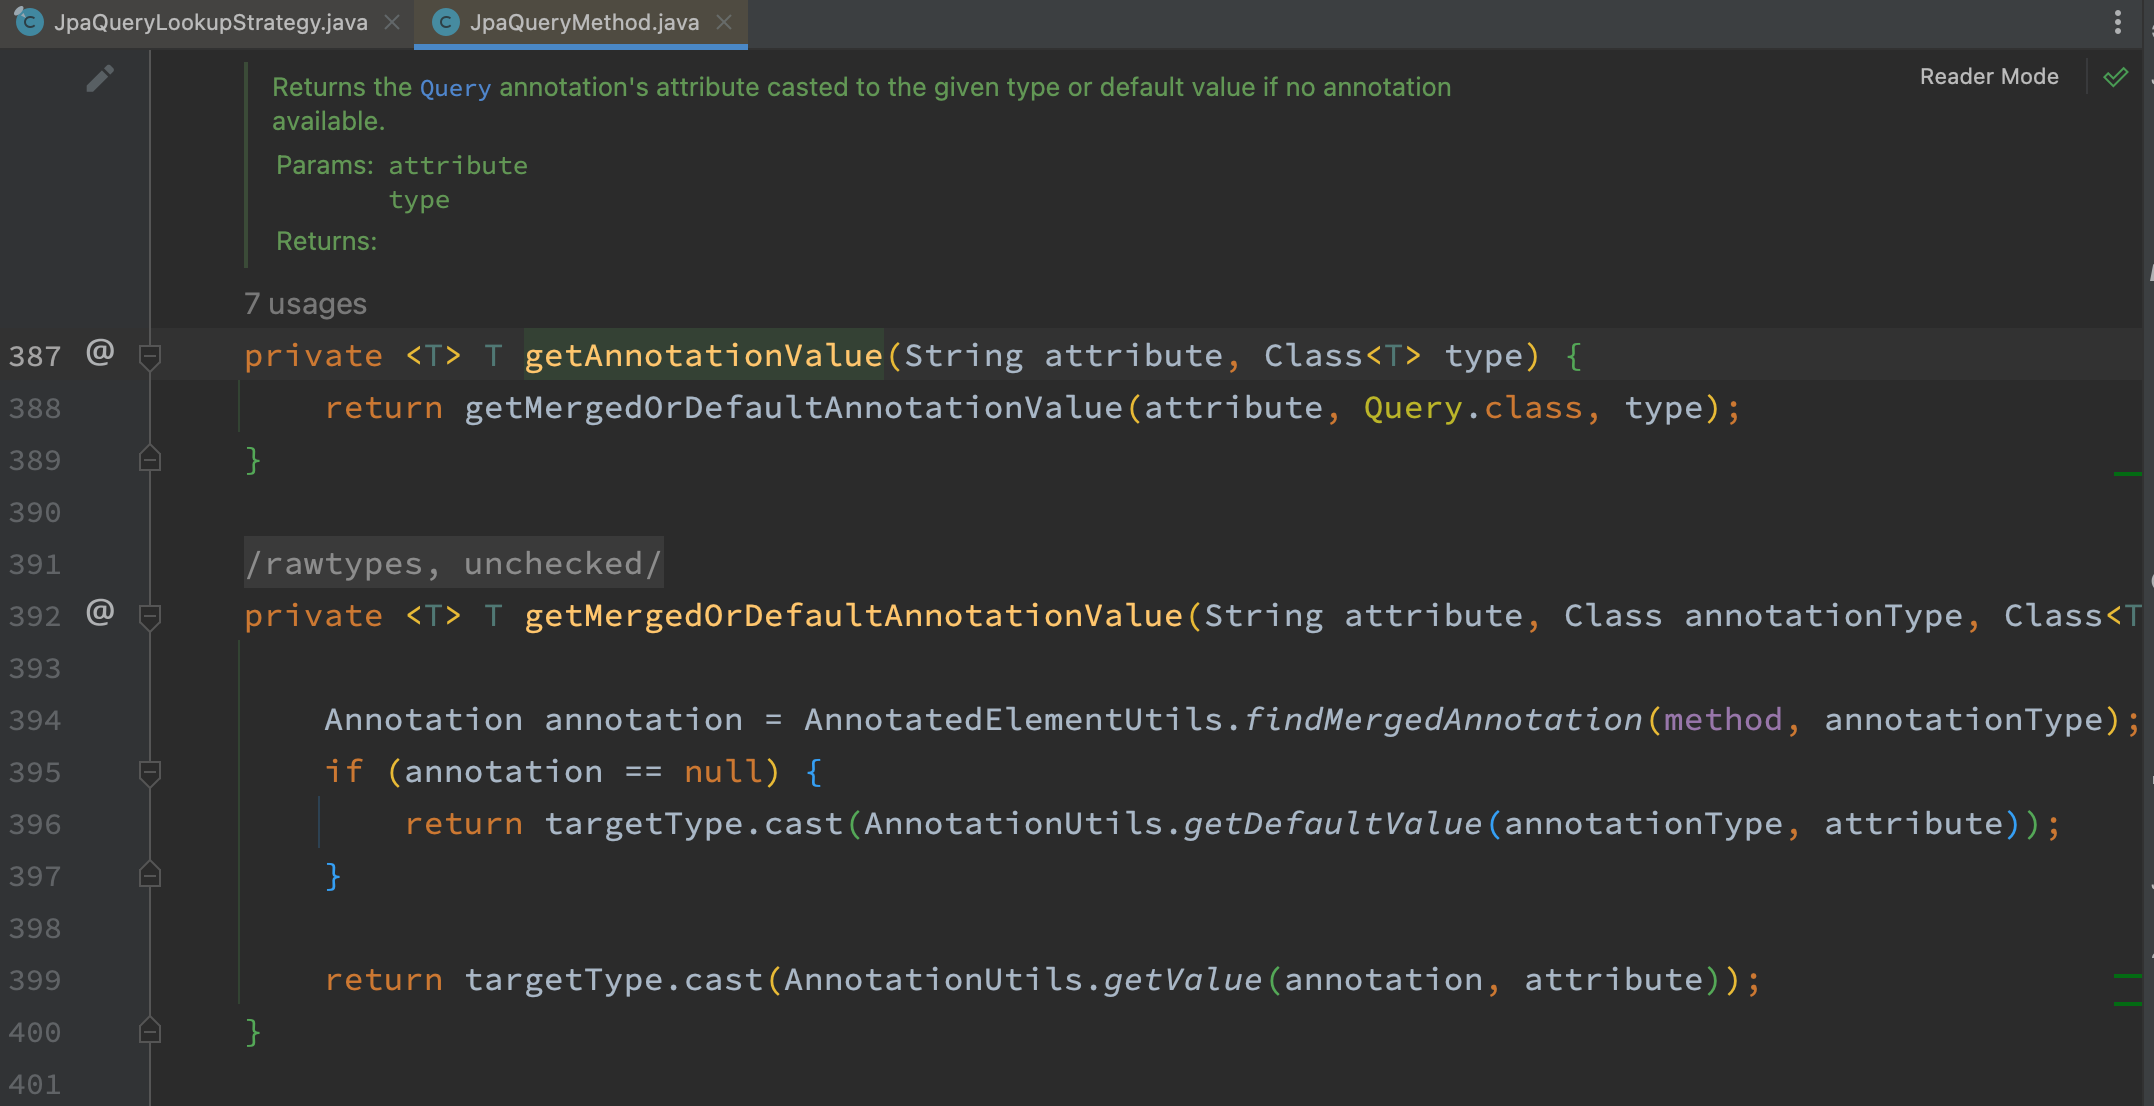 JpaQueryLookupStrategy.java JpaQueryMethod.java
Reader Mode
Returns the Query annotation's attribute casted to the given type or default value if no annotation
available.
Params: attribute
type
Returns:
7 usages
387 @ private <T> T getAnnotationValue(String attribute, Class<T> type) {
388 return getMergedOrDefaultAnnotationValue(attribute, Query.class, type);
389 }
390
391 /rawtypes, unchecked/
392 @ private <T> T getMergedOrDefaultAnnotationValue(String attribute, Class annotationType, Class<T
393
394 Annotation annotation = AnnotatedElementUtils.findMergedAnnotation(method, annotationType);
395 if (annotation == null) {
396 return targetType.cast(AnnotationUtils.getDefaultValue(annotationType, attribute));
397 }
398
399 return targetType.cast(AnnotationUtils.getValue(annotation, attribute));
400 }
401